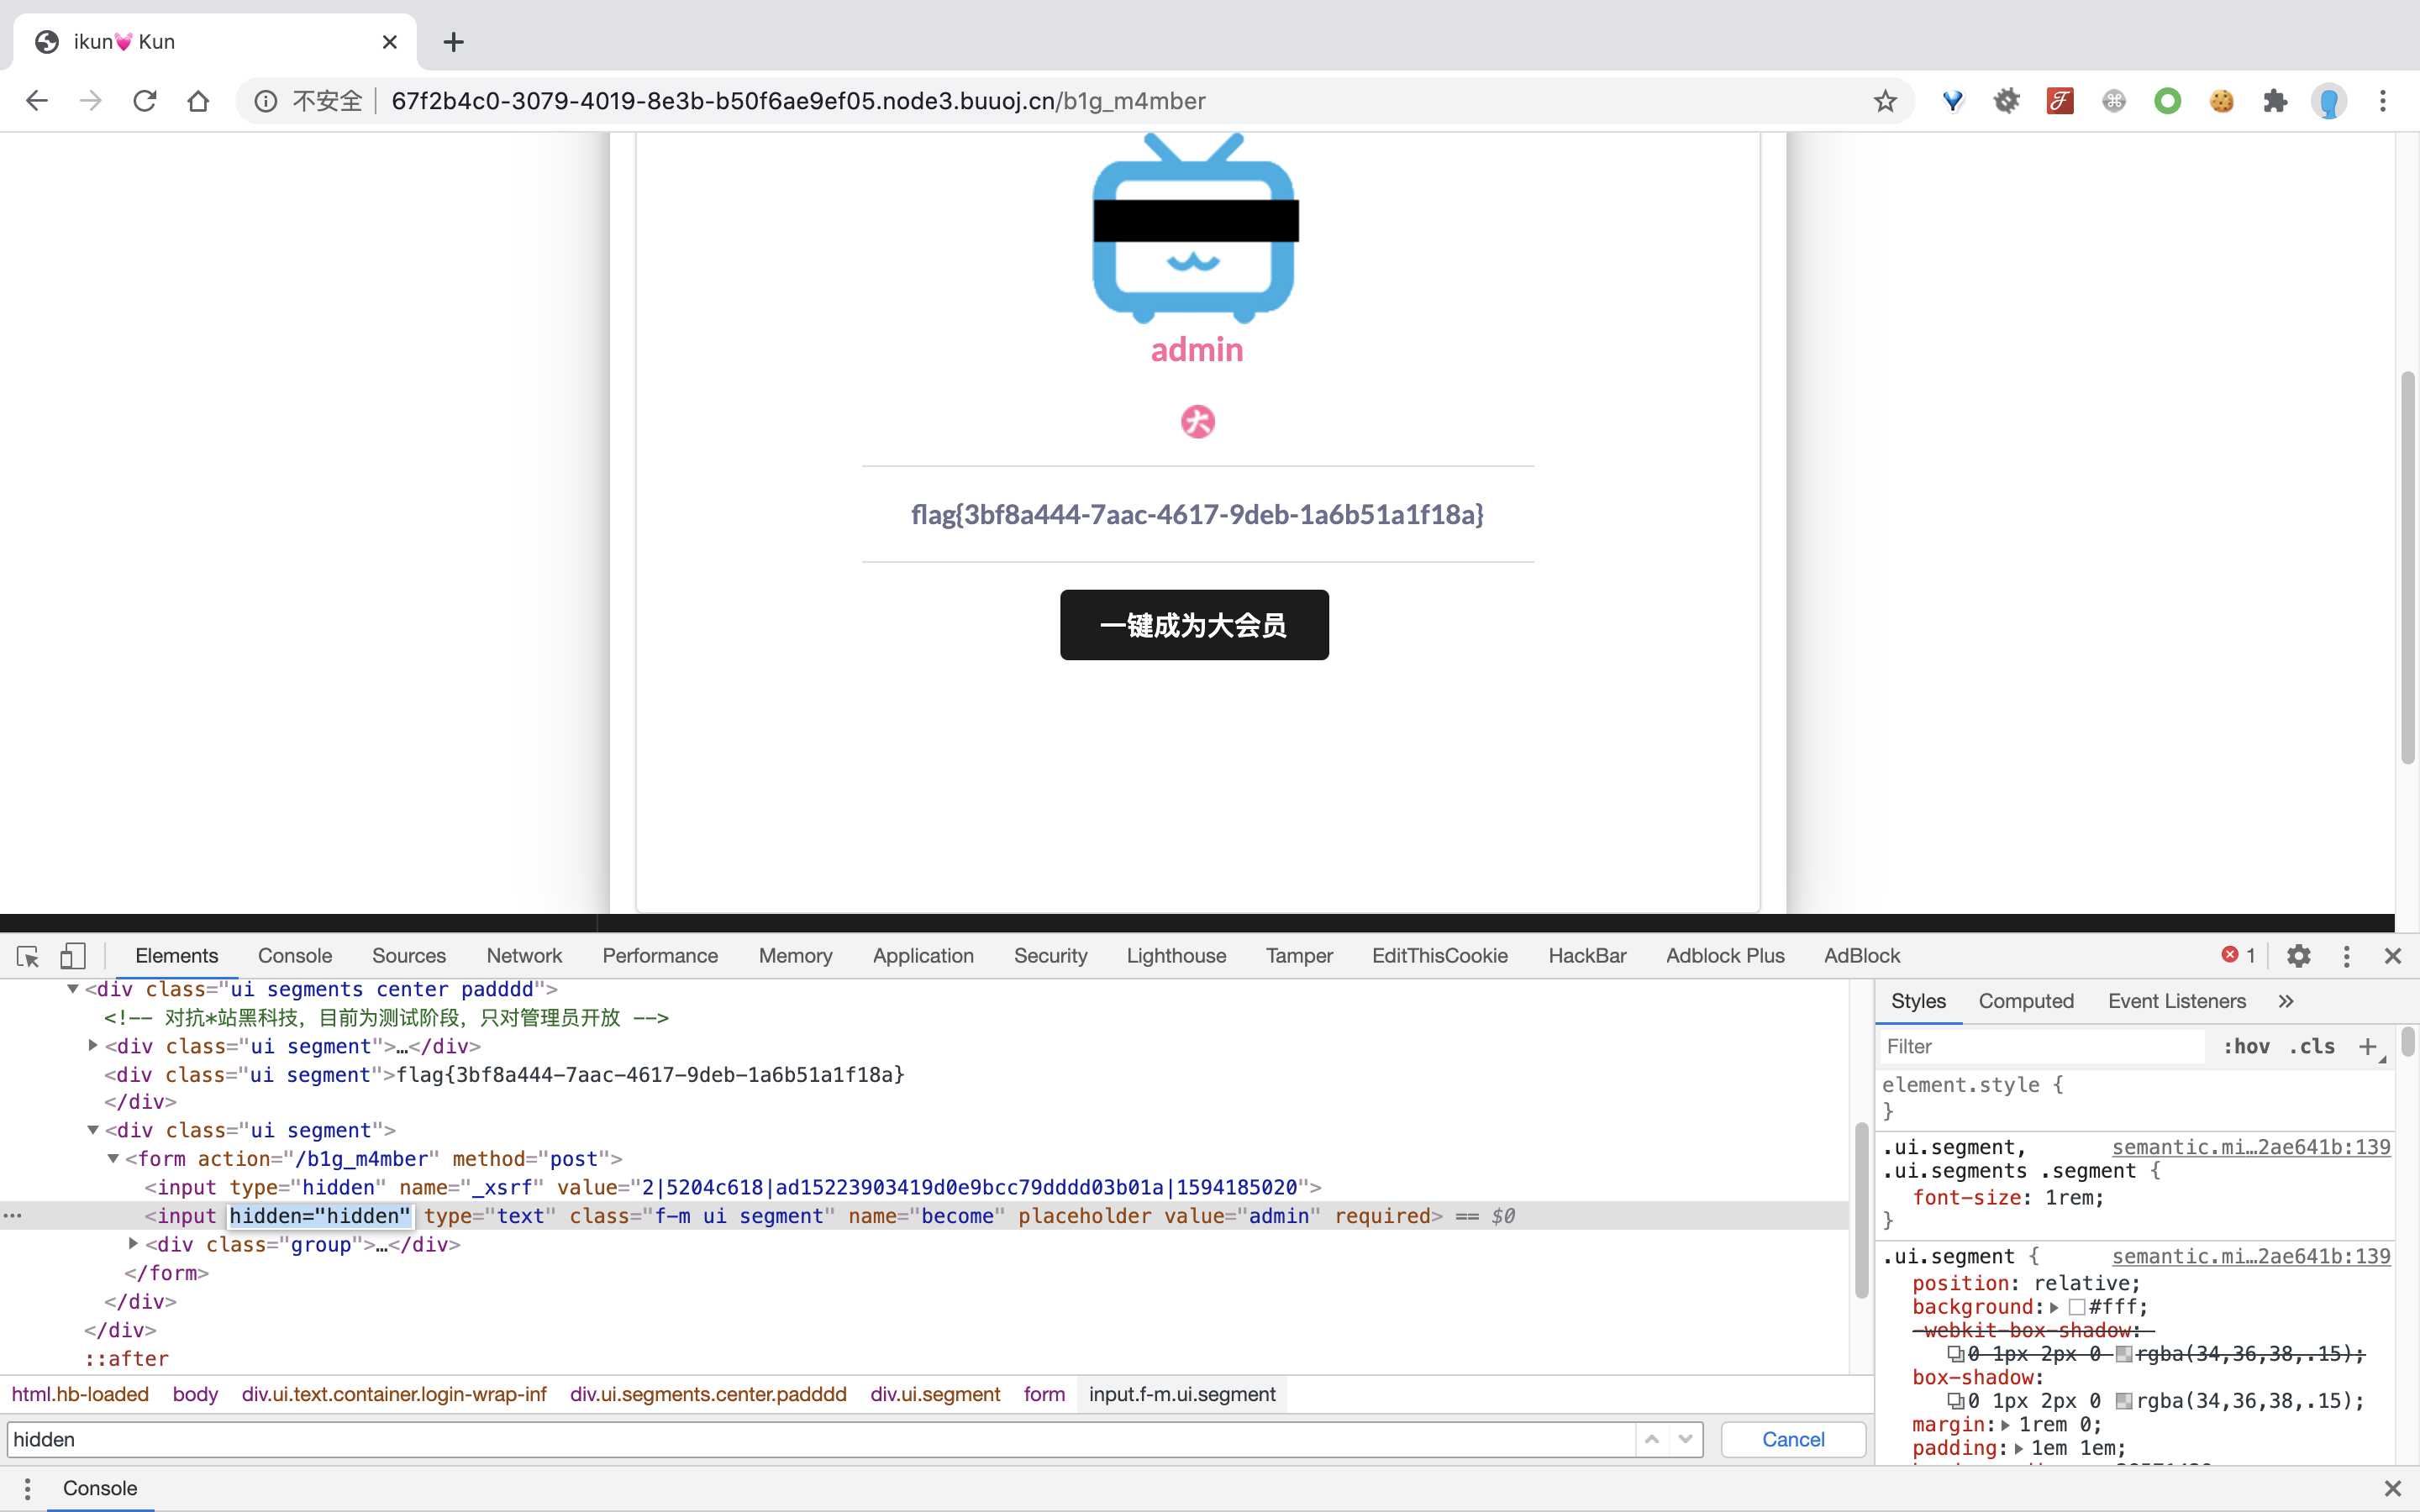 ikun💓 Kun
不安全 67f2b4c0-3079-4019-8e3b-b50f6ae9ef05.node3.buuoj.cn/b1g_m4mber
admin
大
flag{3bf8a444-7aac-4617-9deb-1a6b51a1f18a}
一键成为大会员
Elements Console Sources Network Performance Memory Application Security Lighthouse Tamper EditThisCookie HackBar Adblock Plus AdBlock 1
<div class="ui segments center padddd">
<!-- 对抗*站黑科技，目前为测试阶段，只对管理员开放 -->
<div class="ui segment">…</div>
<div class="ui segment">flag{3bf8a444-7aac-4617-9deb-1a6b51a1f18a}
</div>
<div class="ui segment">
<form action="/b1g_m4mber" method="post">
<input type="hidden" name="_xsrf" value="2|5204c618|ad15223903419d0e9bcc79dddd03b01a|1594185020">
<input hidden="hidden" type="text" class="f-m ui segment" name="become" placeholder value="admin" required> == $0
<div class="group">…</div>
</form>
</div>
</div>
::after
html.hb-loaded body div.ui.text.container.login-wrap-inf div.ui.segments.center.padddd div.ui.segment form input.f-m.ui.segment
hidden Cancel
Console
Styles Computed Event Listeners »
Filter :hov .cls +
element.style {
}
.ui.segment, semantic.mi…2ae641b:139
.ui.segments .segment {
font-size: 1rem;
}
.ui.segment { semantic.mi…2ae641b:139
position: relative;
background: #fff;
-webkit-box-shadow:
0 1px 2px 0 rgba(34,36,38,.15);
box-shadow:
0 1px 2px 0 rgba(34,36,38,.15);
margin: 1rem 0;
padding: 1em 1em;